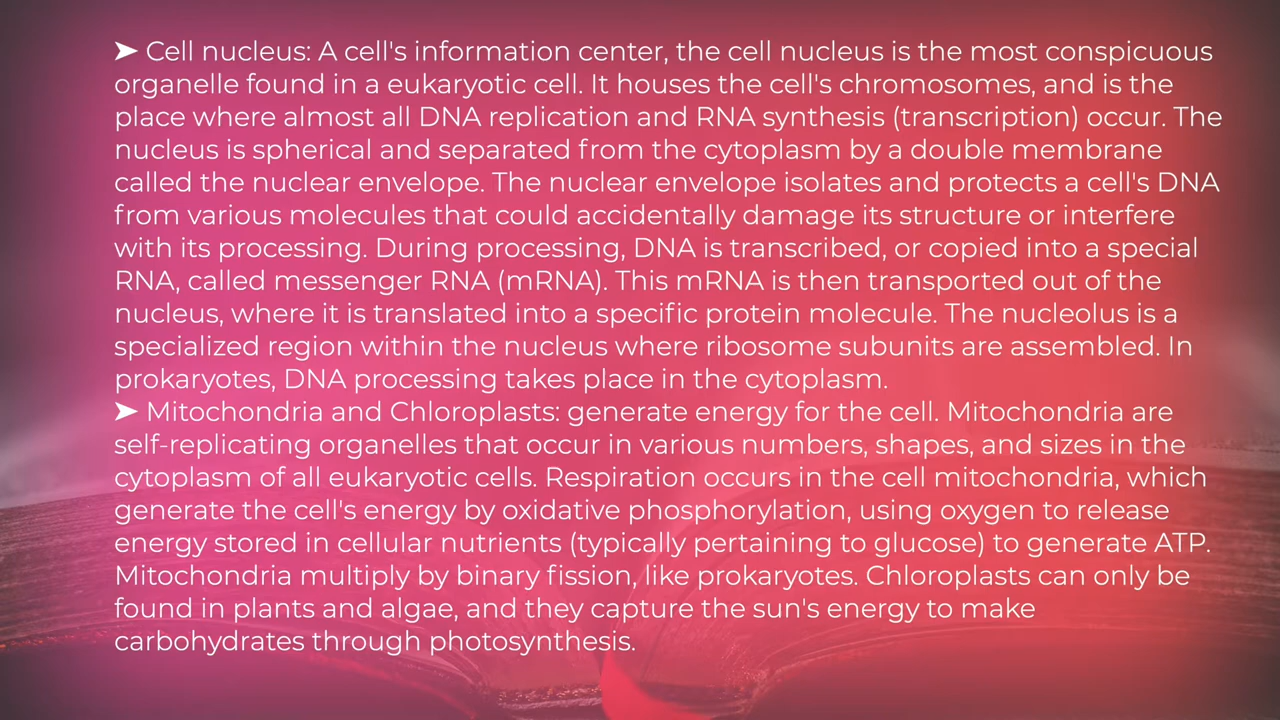 ➤ Cell nucleus: A cell's information center, the cell nucleus is the most conspicuous
organelle found in a eukaryotic cell. It houses the cell's chromosomes, and is the
place where almost all DNA replication and RNA synthesis (transcription) occur. The
nucleus is spherical and separated from the cytoplasm by a double membrane
called the nuclear envelope. The nuclear envelope isolates and protects a cell's DNA
from various molecules that could accidentally damage its structure or interfere
with its processing. During processing, DNA is transcribed, or copied into a special
RNA, called messenger RNA (mRNA). This mRNA is then transported out of the
nucleus, where it is translated into a specific protein molecule. The nucleolus is a
specialized region within the nucleus where ribosome subunits are assembled. In
prokaryotes, DNA processing takes place in the cytoplasm.
➤ Mitochondria and Chloroplasts: generate energy for the cell. Mitochondria are
self-replicating organelles that occur in various numbers, shapes, and sizes in the
cytoplasm of all eukaryotic cells. Respiration occurs in the cell mitochondria, which
generate the cell's energy by oxidative phosphorylation, using oxygen to release
energy stored in cellular nutrients (typically pertaining to glucose) to generate ATP.
Mitochondria multiply by binary fission, like prokaryotes. Chloroplasts can only be
found in plants and algae, and they capture the sun's energy to make
carbohydrates through photosynthesis.